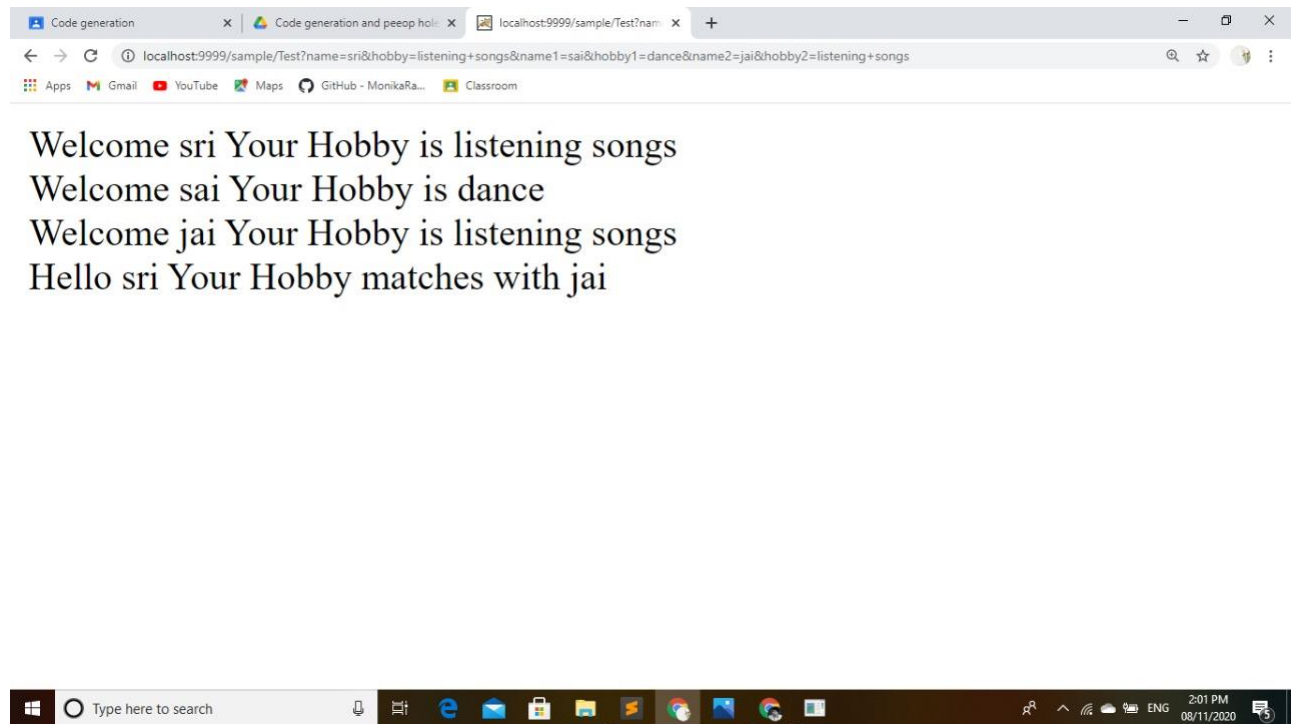 Code generation
Code generation and peeop hole
localhost:9999/sample/Test?nam
localhost:9999/sample/Test?name=sri&hobby=listening+songs&name1=sai&hobby1=dance&name2=jai&hobby2=listening+songs
Apps Gmail YouTube Maps GitHub - MonikaRa... Classroom
Welcome sri Your Hobby is listening songs
Welcome sai Your Hobby is dance
Welcome jai Your Hobby is listening songs
Hello sri Your Hobby matches with jai
Type here to search
ENG
2:01 PM
08/11/2020
5